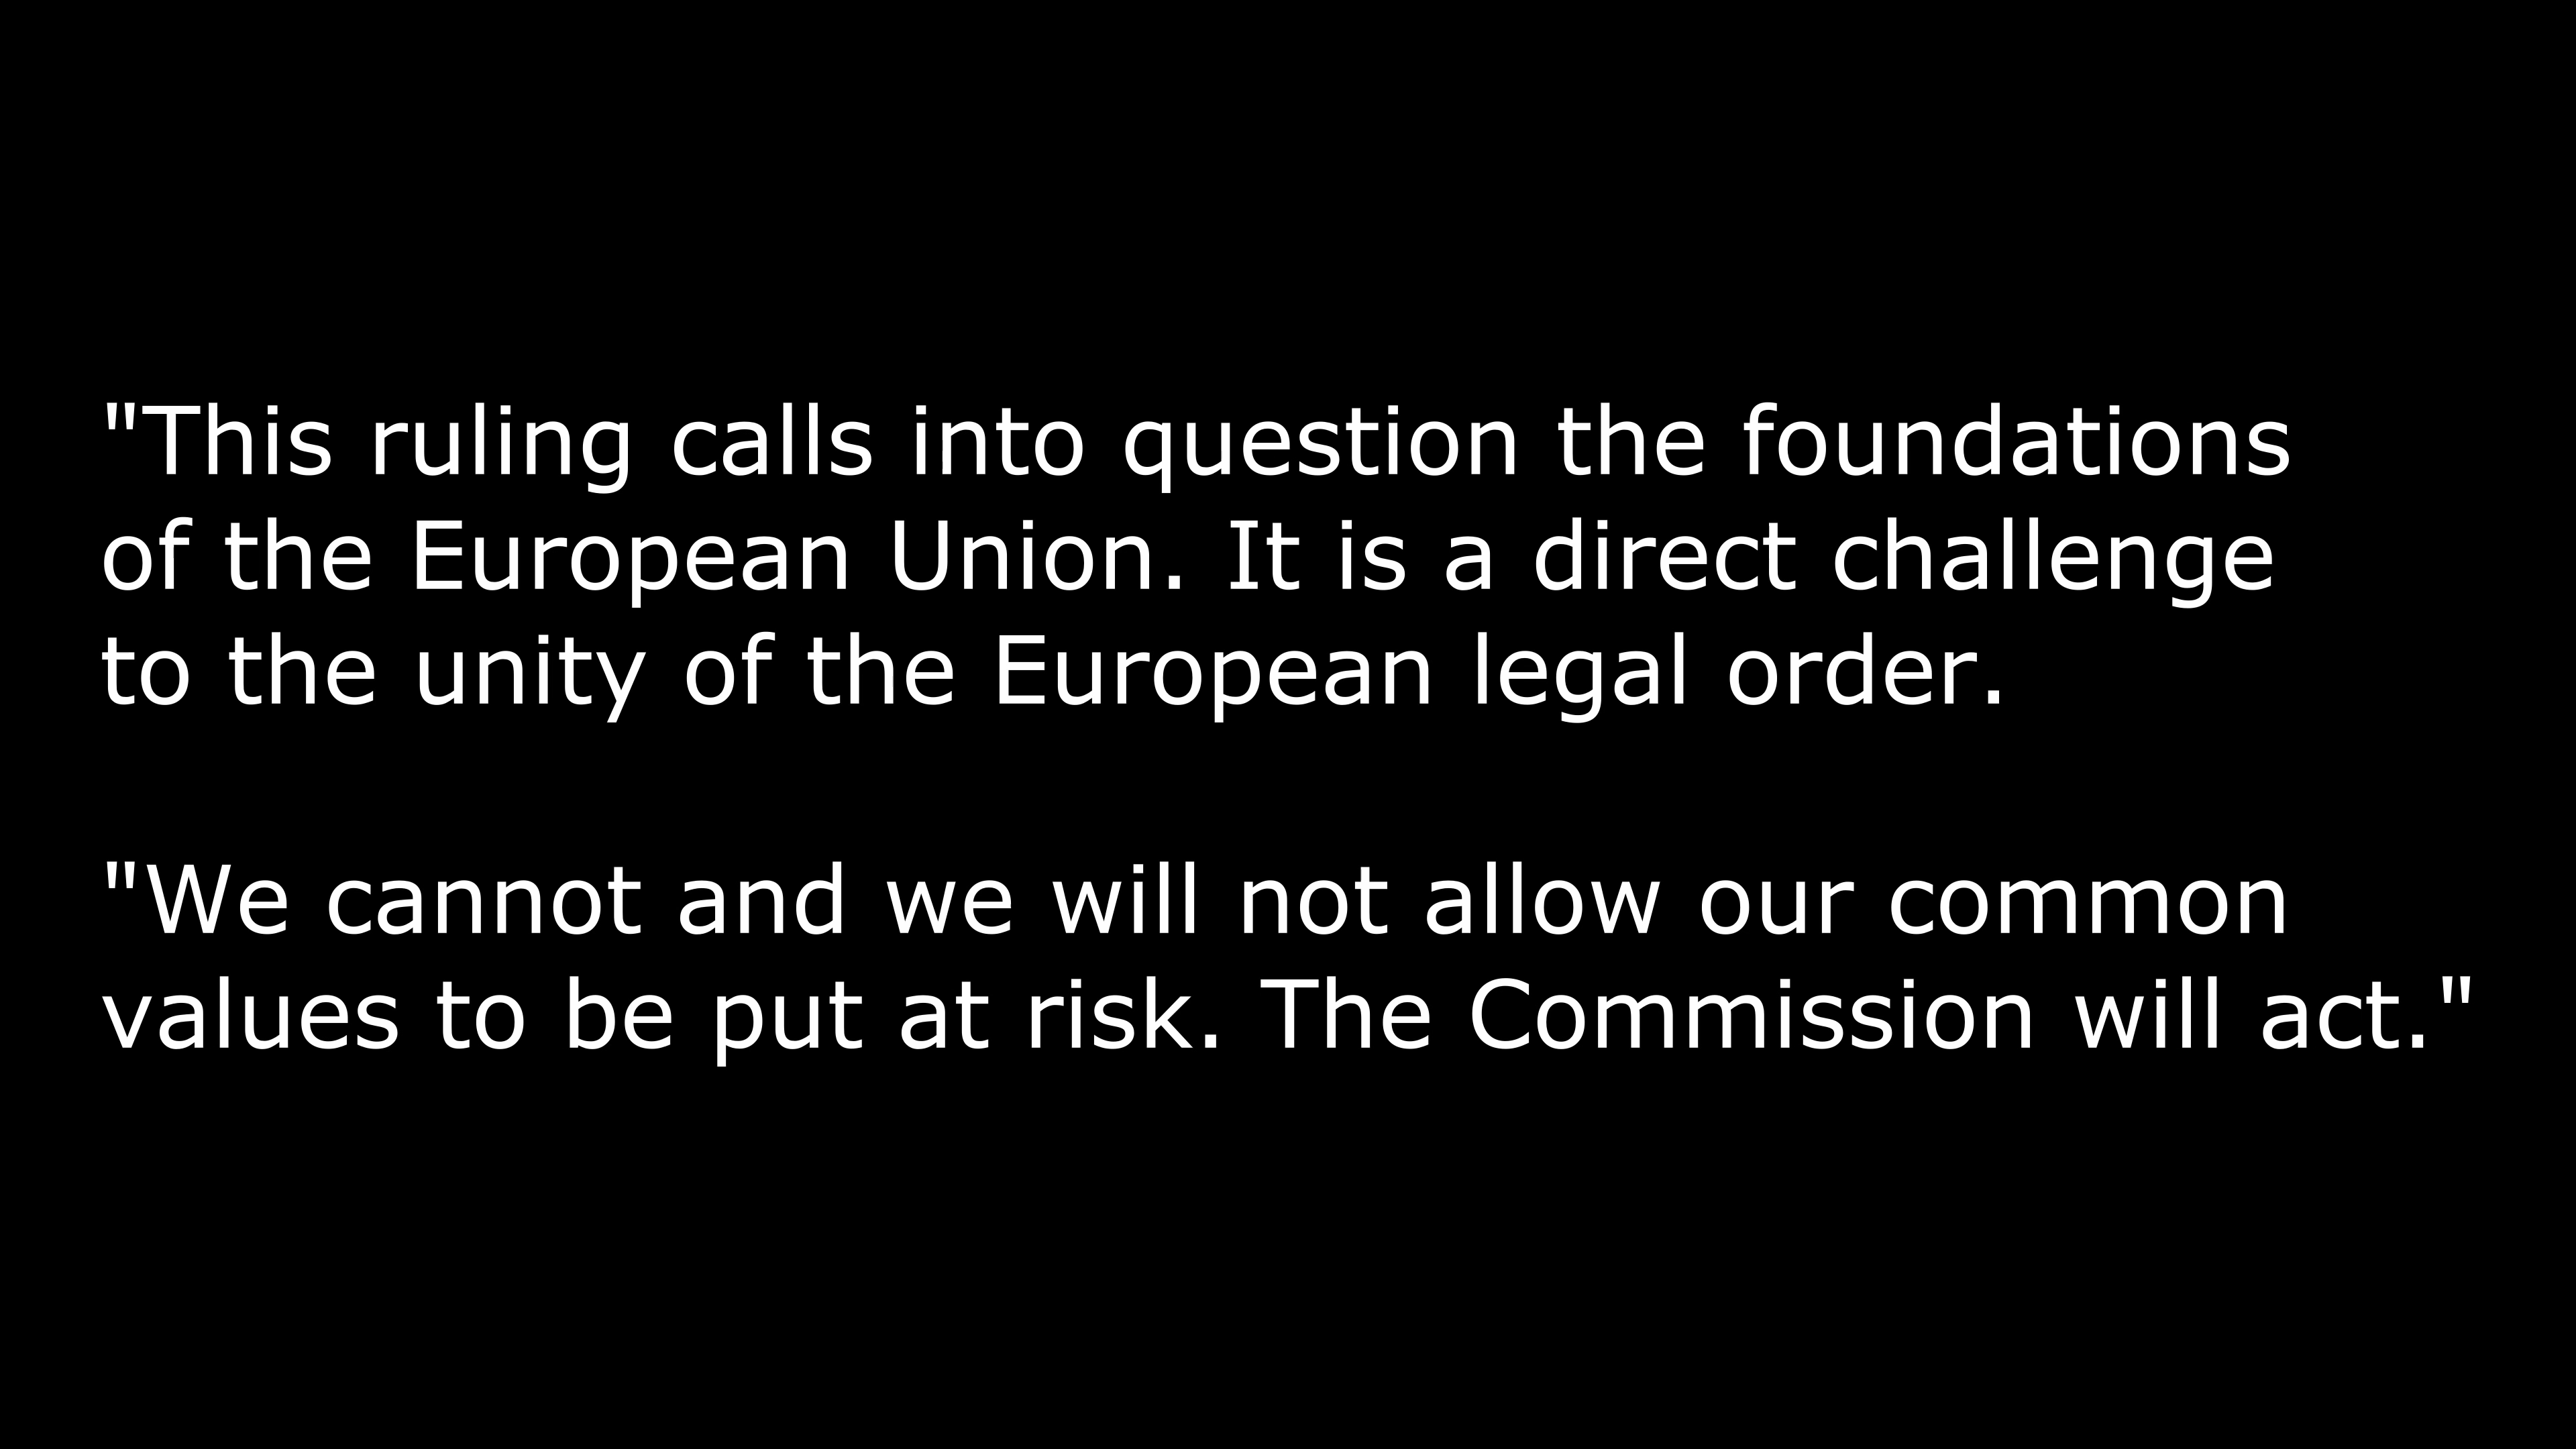 "This ruling calls into question the foundations
of the European Union. It is a direct challenge
to the unity of the European legal order.
"We cannot and we will not allow our common
values to be put at risk. The Commission will act."